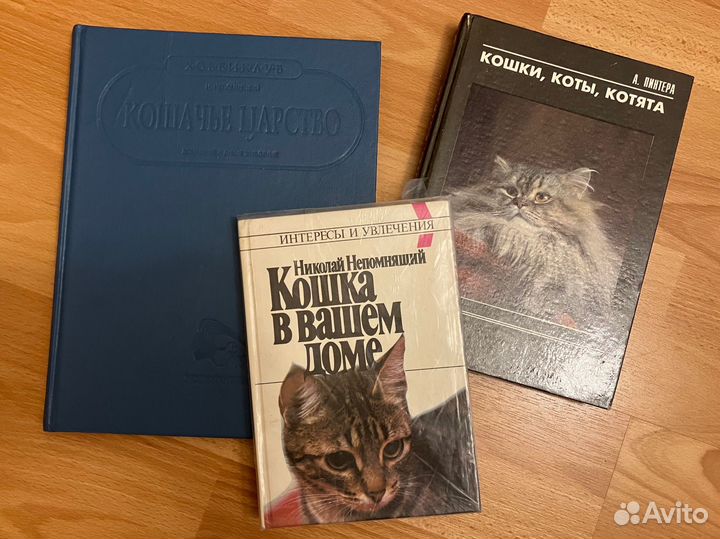 КОШАЧЬЕ ЦАРСТВО
А. ПИНТЕРА
КОШКИ, КОТЫ, КОТЯТА
ИНТЕРЕСЫ И УВЛЕЧЕНИЯ
Николай Непомнящий
Кошка
в вашем
доме
Avito